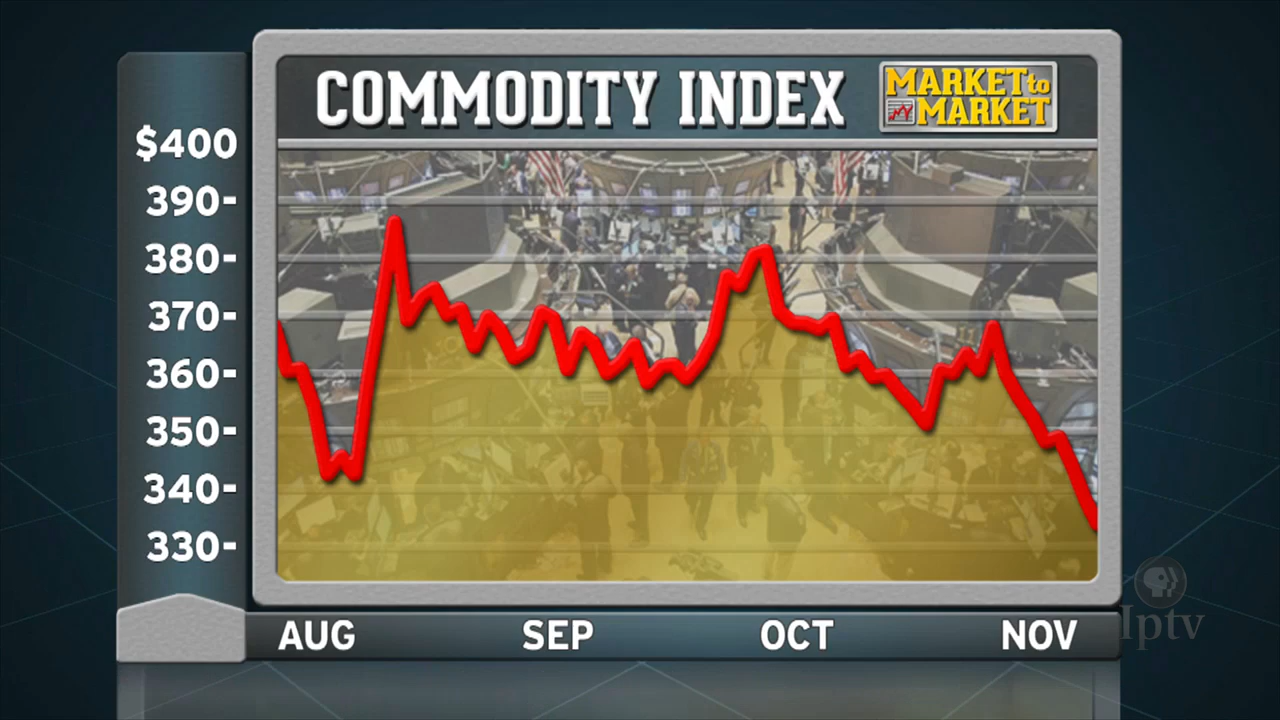 COMMODITY INDEX
MARKET to
MARKET
$400
390-
380-
370-
360-
350-
340-
330-
AUG SEP OCT NOV
Iptv